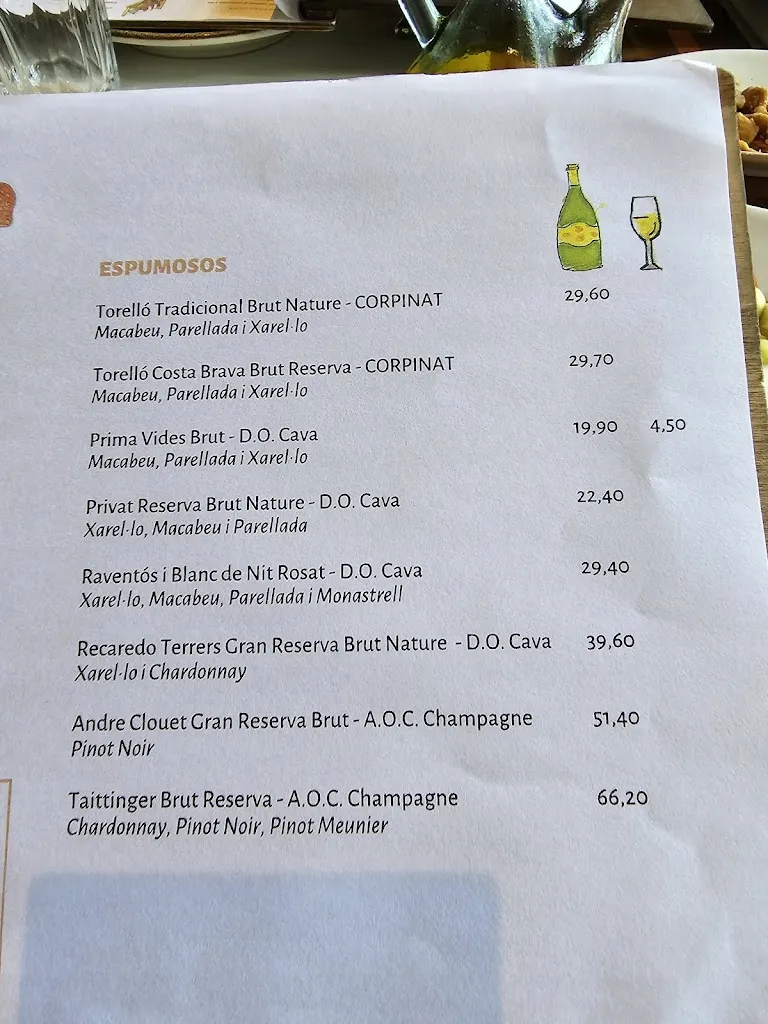 ESPUMOSOS
Torelló Tradicional Brut Nature - CORPINAT 29,60
Macabeu, Parellada i Xarel·lo
Torelló Costa Brava Brut Reserva - CORPINAT 29,70
Macabeu, Parellada i Xarel·lo
Prima Vides Brut - D.O. Cava 19,90 4,50
Macabeu, Parellada i Xarel·lo
Privat Reserva Brut Nature - D.O. Cava 22,40
Xarel·lo, Macabeu i Parellada
Raventós i Blanc de Nit Rosat - D.O. Cava 29,40
Xarel·lo, Macabeu, Parellada i Monastrell
Recaredo Terrers Gran Reserva Brut Nature - D.O. Cava 39,60
Xarel·lo i Chardonnay
Andre Clouet Gran Reserva Brut - A.O.C. Champagne 51,40
Pinot Noir
Taittinger Brut Reserva - A.O.C. Champagne 66,20
Chardonnay, Pinot Noir, Pinot Meunier